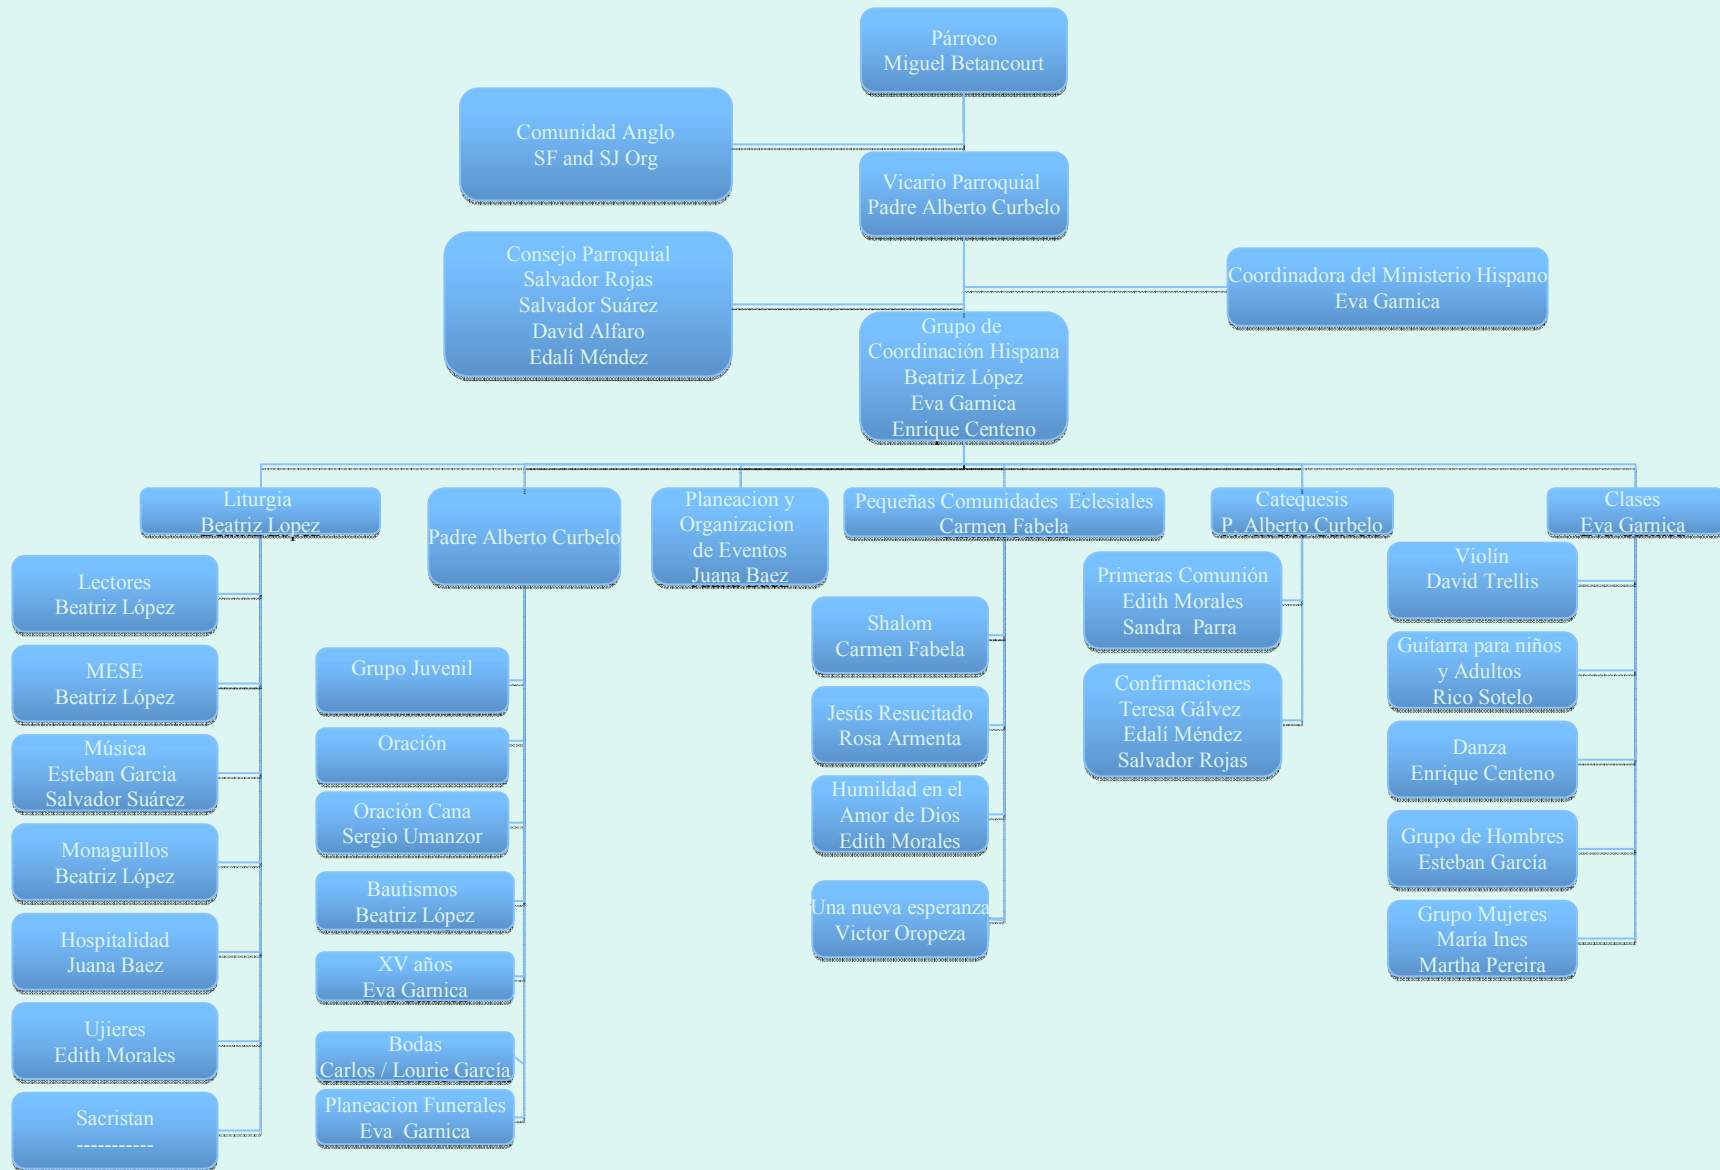 Párroco
Miguel Betancourt
Comunidad Anglo
SF and SJ Org
Vicario Parroquial
Padre Alberto Curbelo
Consejo Parroquial
Salvador Rojas
Salvador Suárez
David Alfaro
Edalí Méndez
Coordinadora del Ministerio Hispano
Eva Garnica
Grupo de
Coordinación Hispana
Beatriz López
Eva Garnica
Enrique Centeno
Liturgia
Beatriz Lopez
Lectores
Beatriz López
MESE
Beatriz López
Música
Esteban Garcia
Salvador Suárez
Monaguillos
Beatriz López
Hospitalidad
Juana Baez
Ujieres
Edith Morales
Sacristan
-----------
Padre Alberto Curbelo
Grupo Juvenil
Oración
Oración Cana
Sergio Umanzor
Bautismos
Beatriz López
XV años
Eva Garnica
Bodas
Carlos / Lourie García
Planeacion Funerales
Eva Garnica
Planeacion y
Organizacion
de Eventos
Juana Baez
Pequeñas Comunidades Eclesiales
Carmen Fabela
Shalom
Carmen Fabela
Jesús Resucitado
Rosa Armenta
Humildad en el
Amor de Dios
Edith Morales
Una nueva esperanza
Victor Oropeza
Catequesis
P. Alberto Curbelo
Primeras Comunión
Edith Morales
Sandra Parra
Confirmaciones
Teresa Gálvez
Edalí Méndez
Salvador Rojas
Clases
Eva Garnica
Violín
David Trellis
Guitarra para niños
y Adultos
Rico Sotelo
Danza
Enrique Centeno
Grupo de Hombres
Esteban García
Grupo Mujeres
María Ines
Martha Pereira